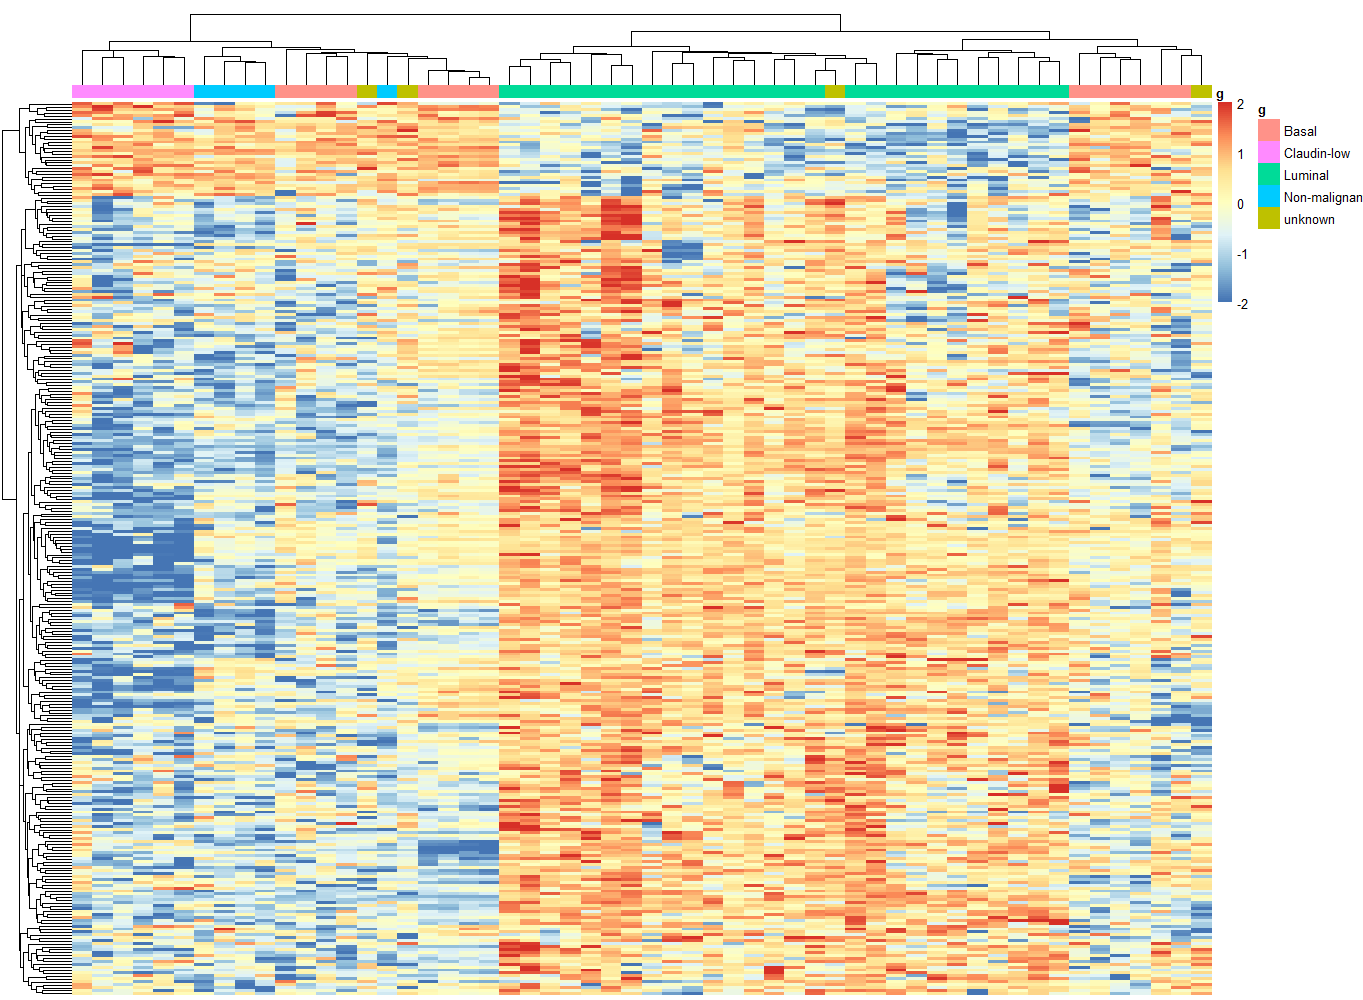 g
2
1
0
-1
-2
g
Basal
Claudin-low
Luminal
Non-malignan
unknown